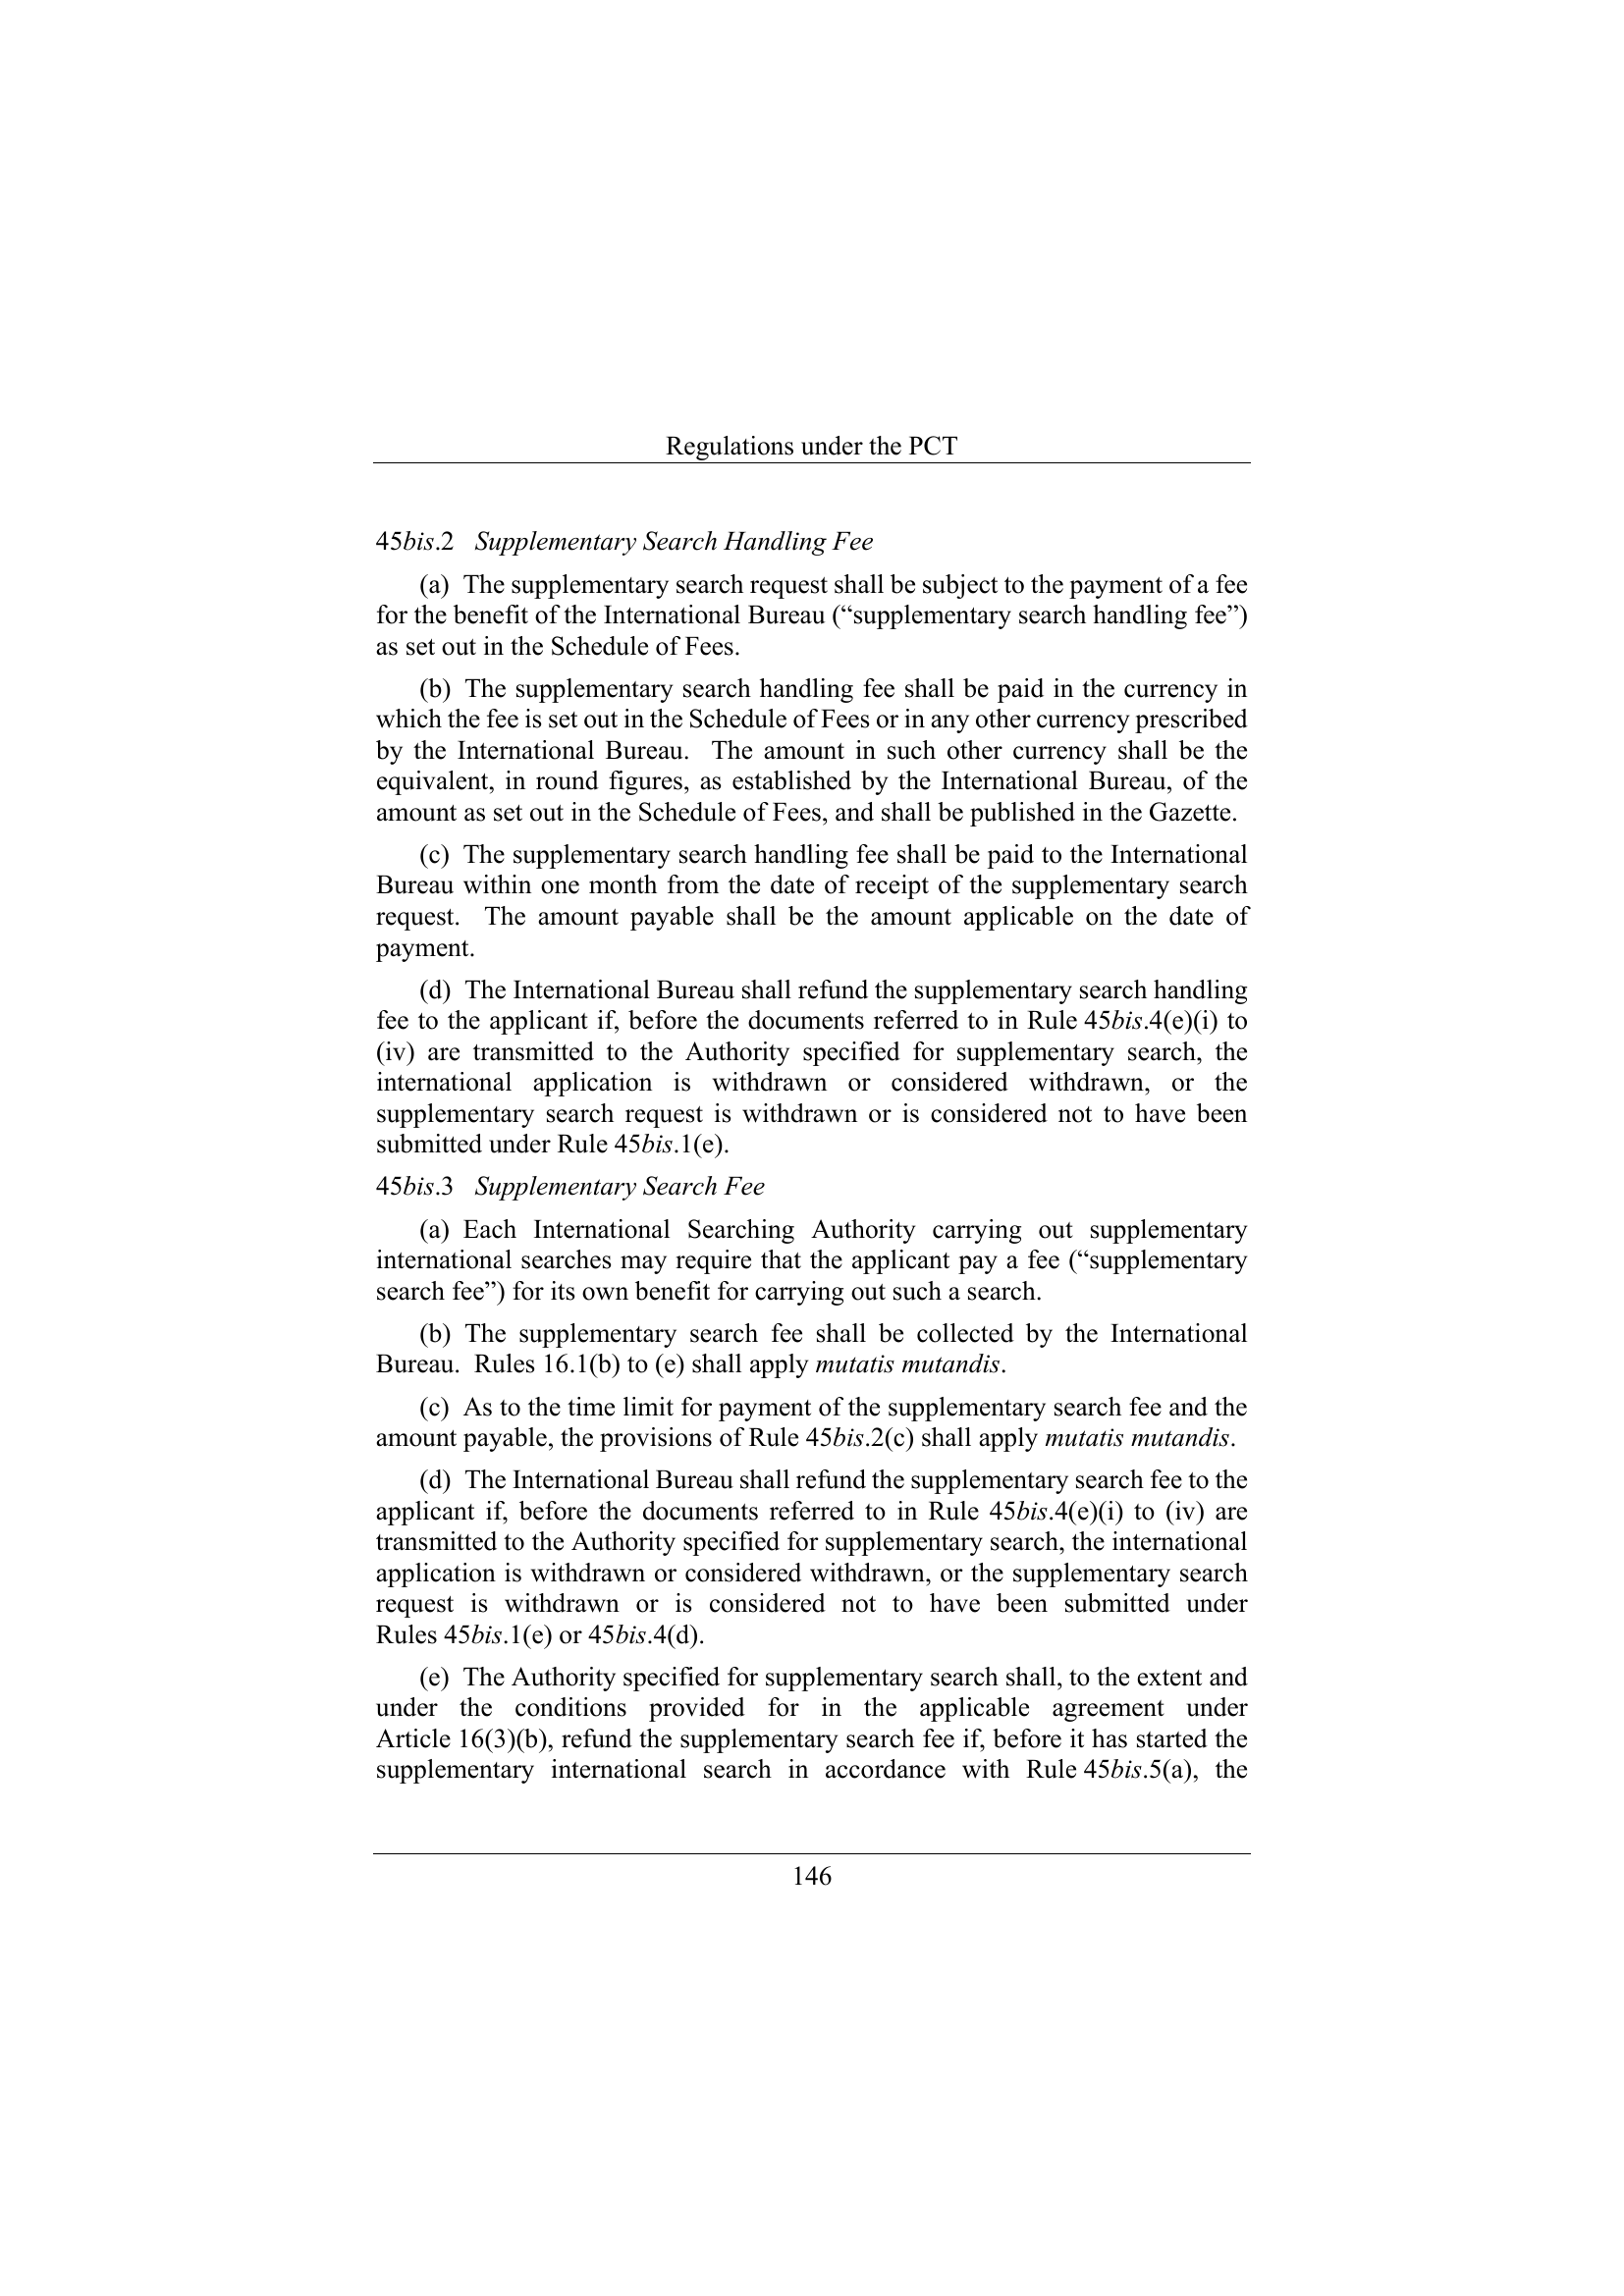 Regulations under the PCT
45bis.2 Supplementary Search Handling Fee
(a) The supplementary search request shall be subject to the payment of a fee
for the benefit of the International Bureau (“supplementary search handling fee”)
as set out in the Schedule of Fees.
(b) The supplementary search handling fee shall be paid in the currency in
which the fee is set out in the Schedule of Fees or in any other currency prescribed
by the International Bureau. The amount in such other currency shall be the
equivalent, in round figures, as established by the International Bureau, of the
amount as set out in the Schedule of Fees, and shall be published in the Gazette.
(c) The supplementary search handling fee shall be paid to the International
Bureau within one month from the date of receipt of the supplementary search
request. The amount payable shall be the amount applicable on the date of
payment.
(d) The International Bureau shall refund the supplementary search handling
fee to the applicant if, before the documents referred to in Rule 45bis.4(e)(i) to
(iv) are transmitted to the Authority specified for supplementary search, the
international application is withdrawn or considered withdrawn, or the
supplementary search request is withdrawn or is considered not to have been
submitted under Rule 45bis.1(e).
45bis.3 Supplementary Search Fee
(a) Each International Searching Authority carrying out supplementary
international searches may require that the applicant pay a fee (“supplementary
search fee”) for its own benefit for carrying out such a search.
(b) The supplementary search fee shall be collected by the International
Bureau. Rules 16.1(b) to (e) shall apply mutatis mutandis.
(c) As to the time limit for payment of the supplementary search fee and the
amount payable, the provisions of Rule 45bis.2(c) shall apply mutatis mutandis.
(d) The International Bureau shall refund the supplementary search fee to the
applicant if, before the documents referred to in Rule 45bis.4(e)(i) to (iv) are
transmitted to the Authority specified for supplementary search, the international
application is withdrawn or considered withdrawn, or the supplementary search
request is withdrawn or is considered not to have been submitted under
Rules 45bis.1(e) or 45bis.4(d).
(e) The Authority specified for supplementary search shall, to the extent and
under the conditions provided for in the applicable agreement under
Article 16(3)(b), refund the supplementary search fee if, before it has started the
supplementary international search in accordance with Rule 45bis.5(a), the
146